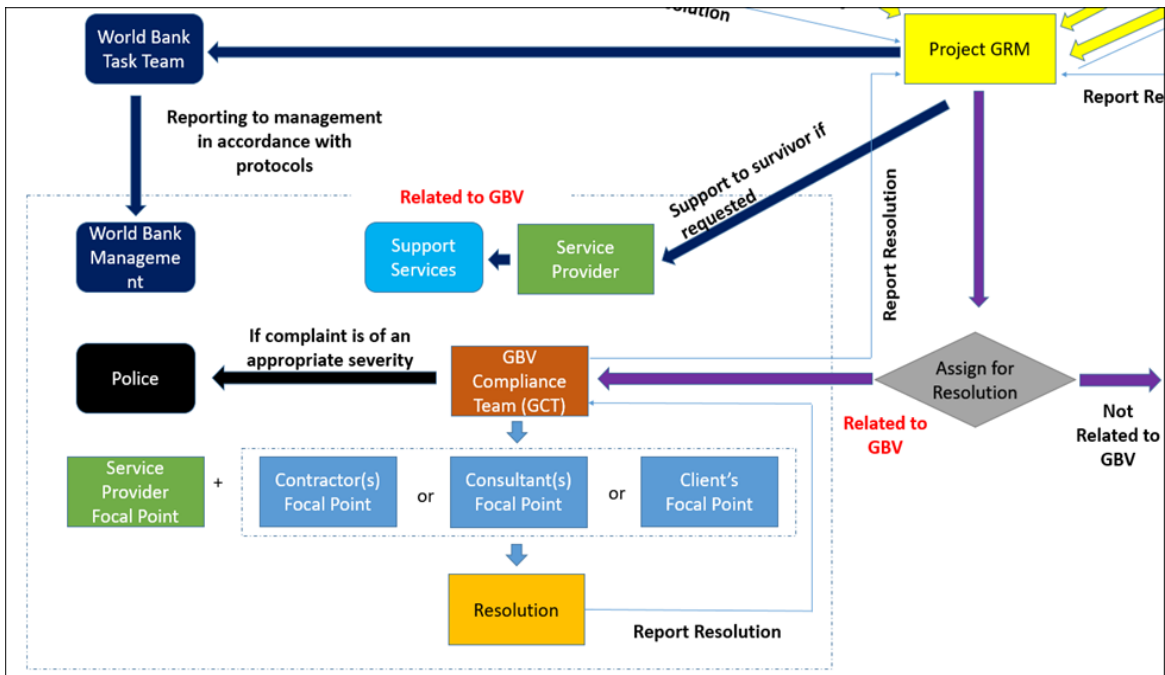 olution
World Bank
Task Team
Project GRM
Report Re
Reporting to management
in accordance with
protocols
Support to survivor if
requested
Report Resolution
Related to GBV
World Bank
Manageme
nt
Support
Services
Service
Provider
If complaint is of an
appropriate severity
Police
GBV
Compliance
Team (GCT)
Assign for
Resolution
Related to
GBV
Not
Related to
GBV
Service
Provider
Focal Point
+
Contractor(s)
Focal Point
or
Consultant(s)
Focal Point
or
Client's
Focal Point
Resolution
Report Resolution